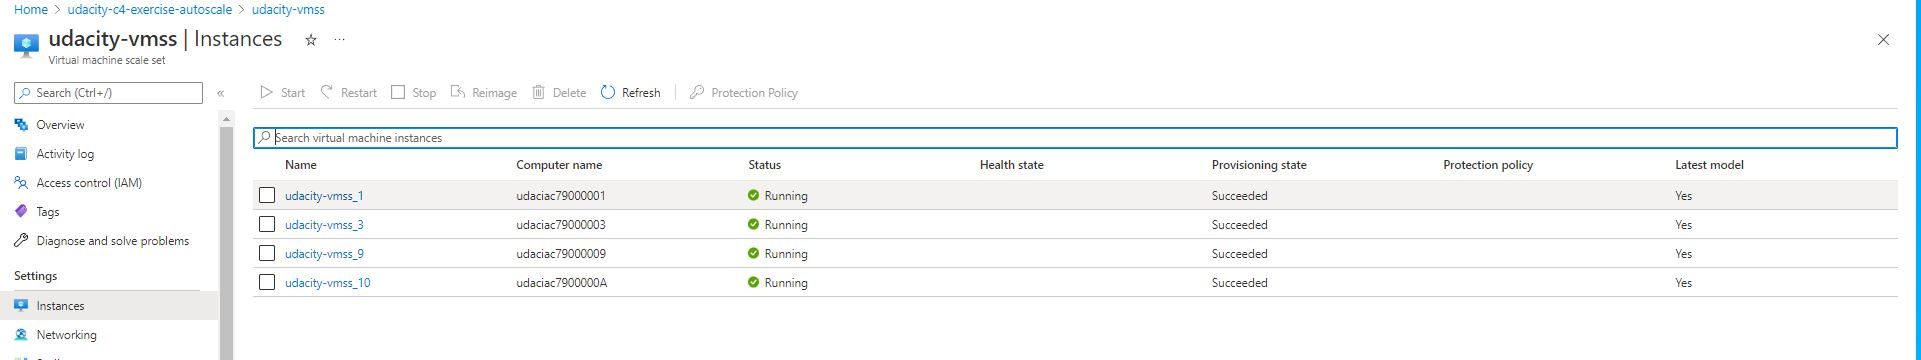 Home > udacity-c4-exercise-autoscale > udacity-vmss
udacity-vmss | Instances ☆ ...
Virtual machine scale set
Search (Ctrl+/) «
Start Restart Stop Reimage Delete Refresh Protection Policy
Overview
Activity log
Access control (IAM)
Tags
Diagnose and solve problems
Settings
Instances
Networking
Search virtual machine instances
Name Computer name Status Health state Provisioning state Protection policy Latest model
udacity-vmss_1 udaciac79000001 Running Succeeded Yes
udacity-vmss_3 udaciac79000003 Running Succeeded Yes
udacity-vmss_9 udaciac79000009 Running Succeeded Yes
udacity-vmss_10 udaciac7900000A Running Succeeded Yes